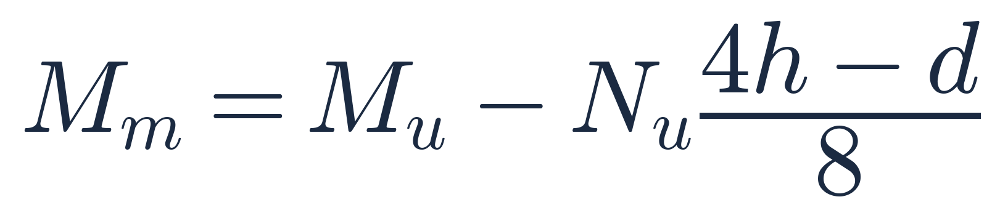 $M_m = M_u - N_u \frac{4h - d}{8}$